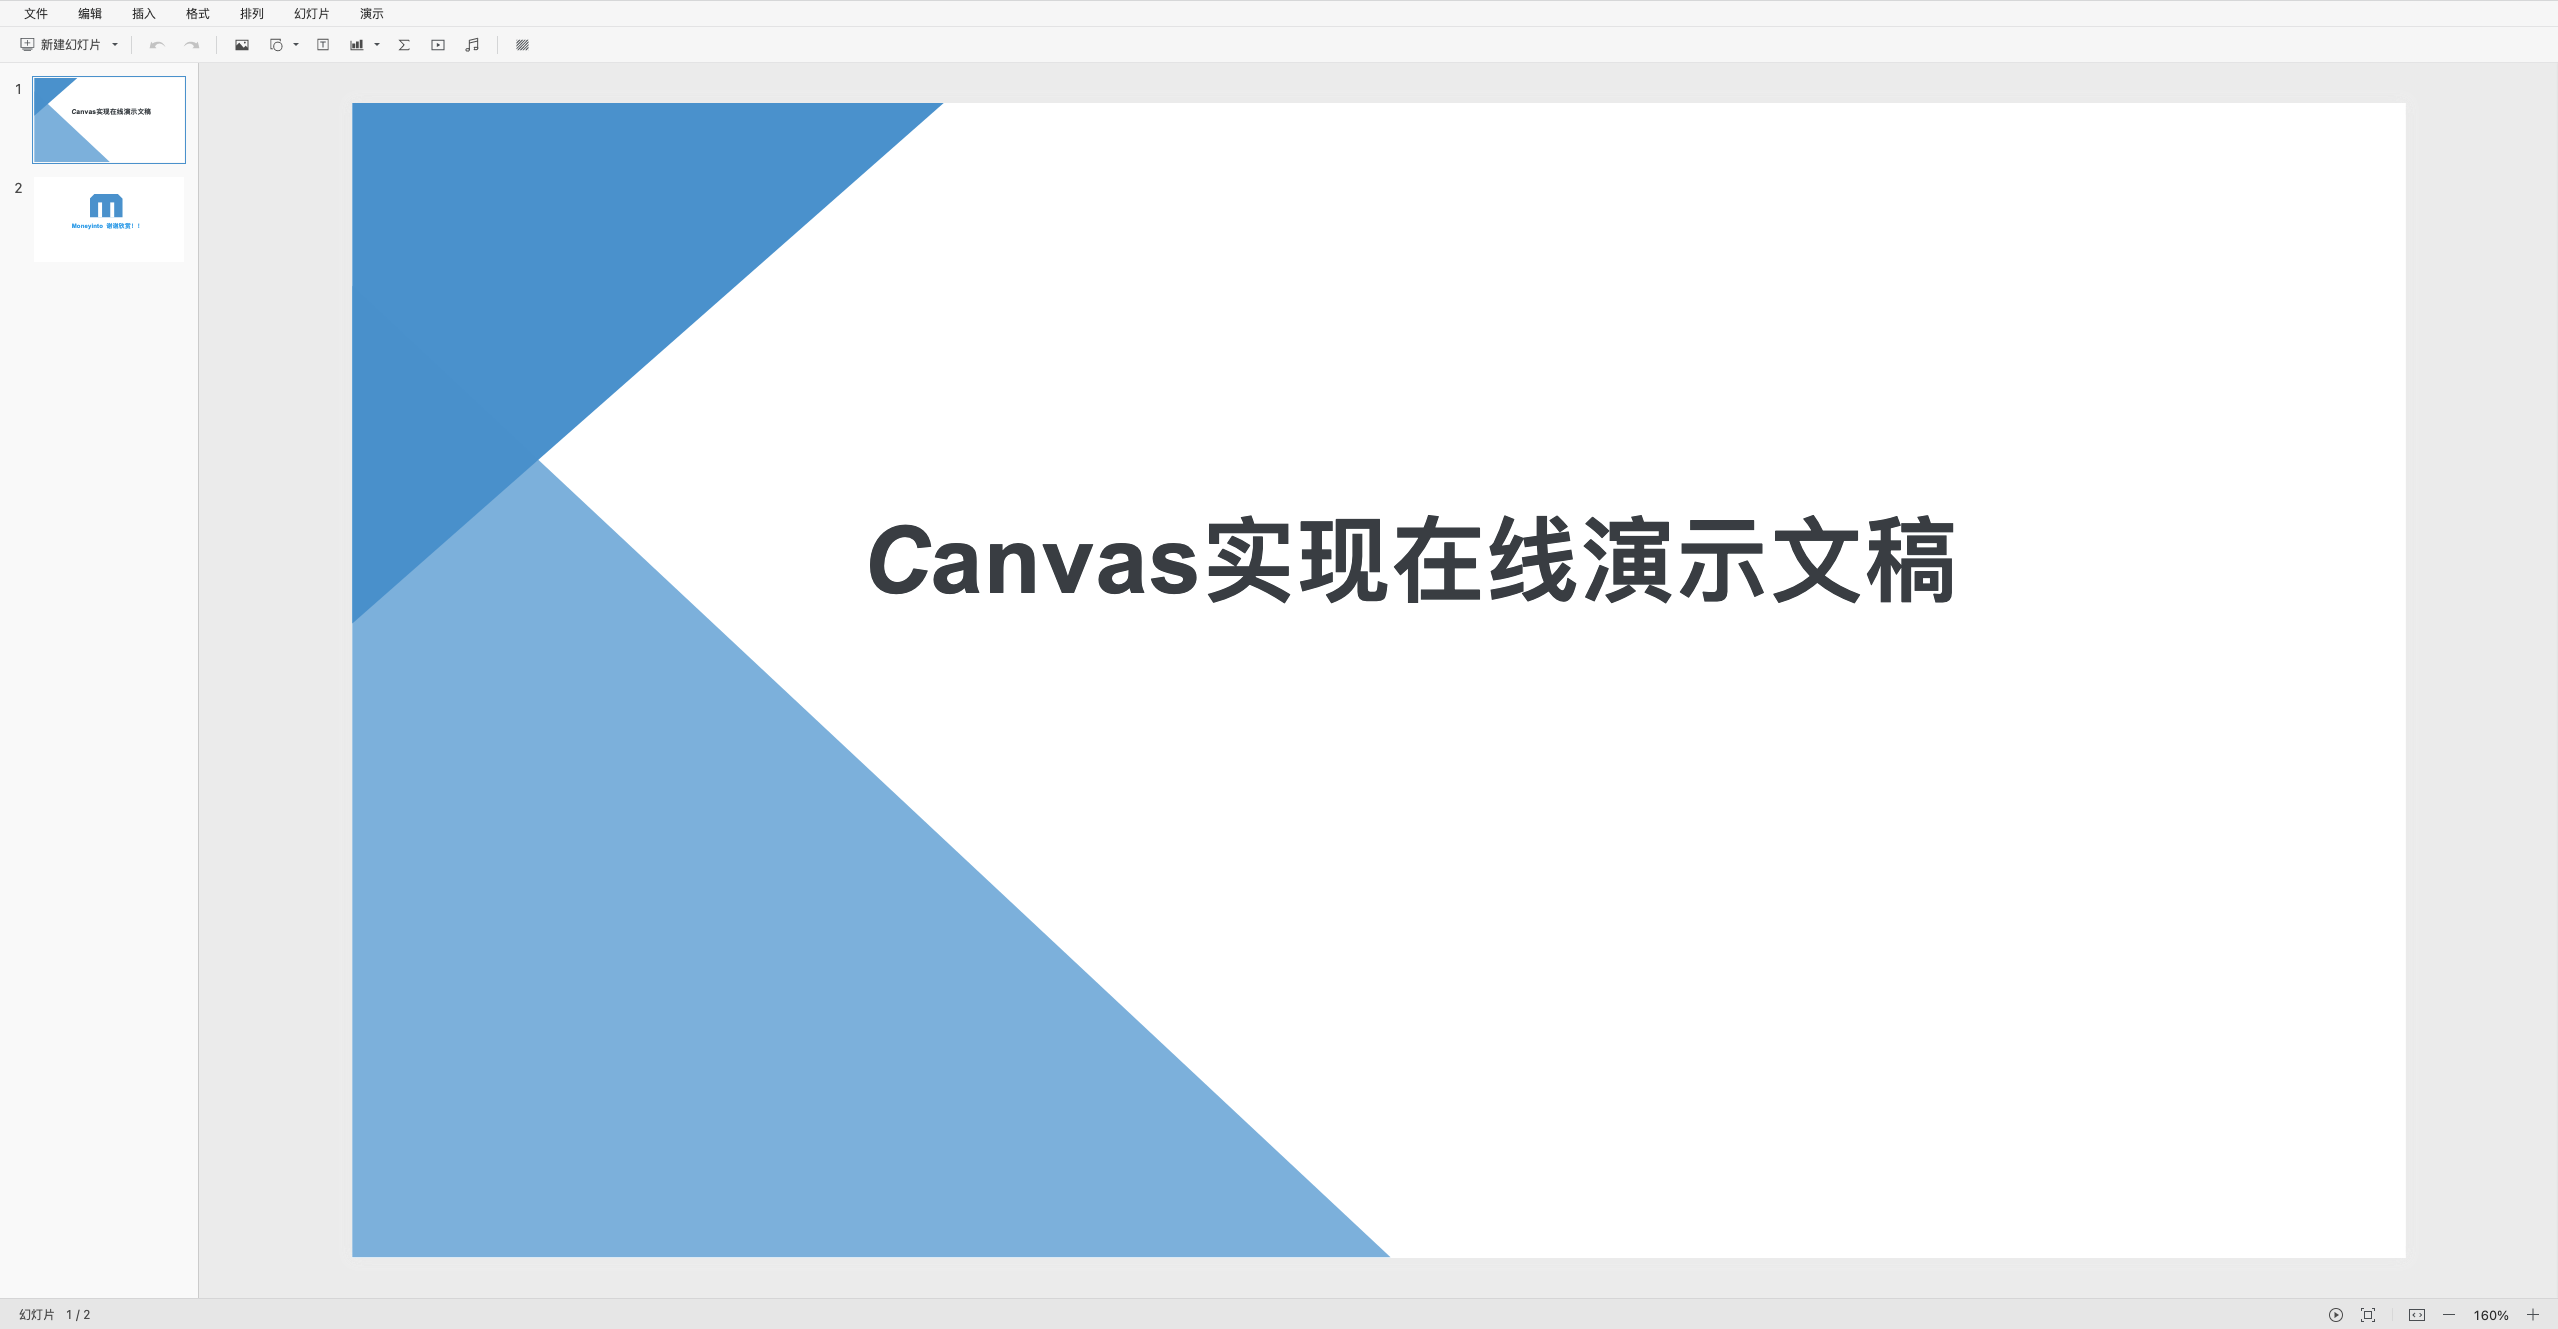 文件 编辑 插入 格式 排列 幻灯片 演示
新建幻灯片
1
Canvas实现在线演示文稿
2
Moneyinto 谢谢欣赏！！
Canvas实现在线演示文稿
幻灯片 1 / 2
160%